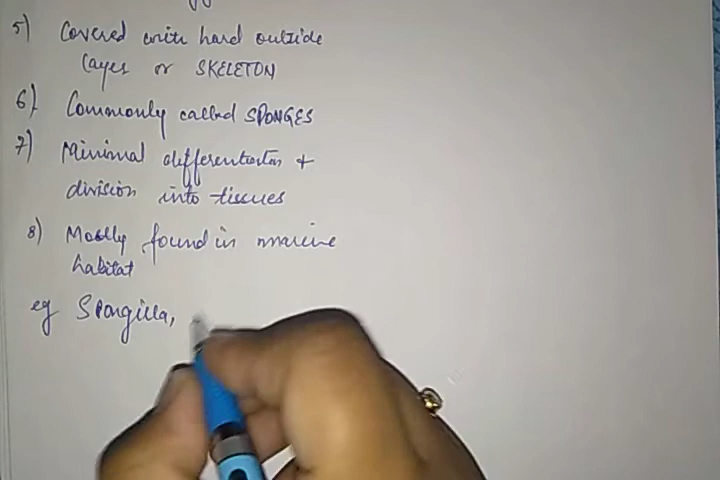 5) Covered with hard outside
layer or SKELETON
6) Commonly called SPONGES
7) Minimal differentiation +
division into tissues
8) Mostly found in marine
habitat
eg Spongilla,